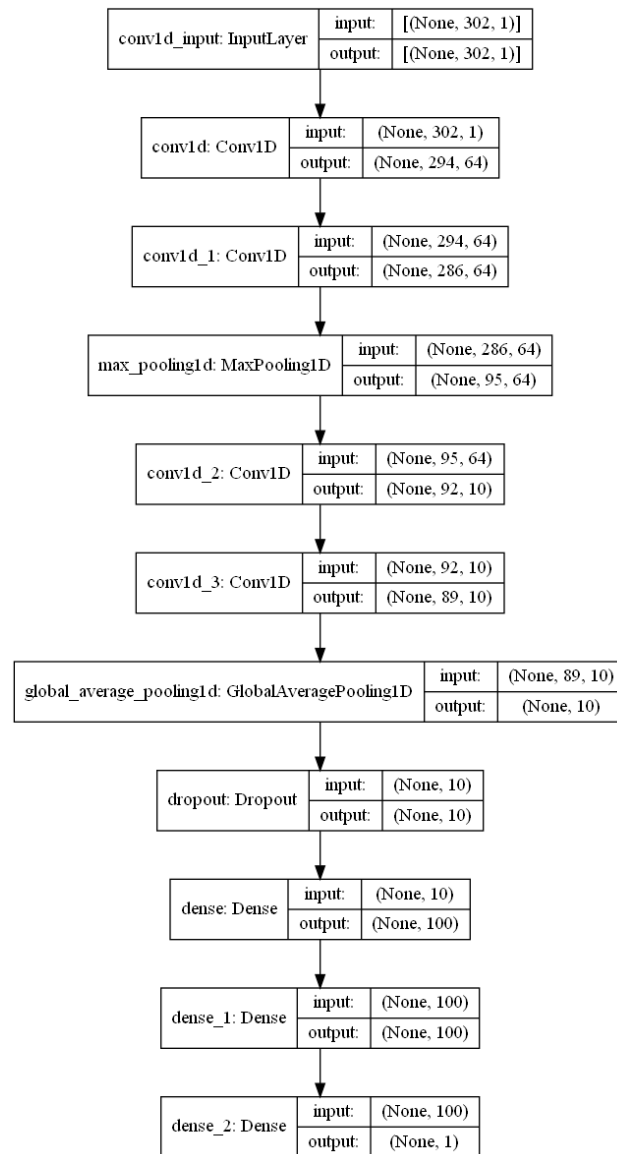 conv1d_input: InputLayer
input: [(None, 302, 1)]
output: [(None, 302, 1)]
conv1d: Conv1D
input: (None, 302, 1)
output: (None, 294, 64)
conv1d_1: Conv1D
input: (None, 294, 64)
output: (None, 286, 64)
max_pooling1d: MaxPooling1D
input: (None, 286, 64)
output: (None, 95, 64)
conv1d_2: Conv1D
input: (None, 95, 64)
output: (None, 92, 10)
conv1d_3: Conv1D
input: (None, 92, 10)
output: (None, 89, 10)
global_average_pooling1d: GlobalAveragePooling1D
input: (None, 89, 10)
output: (None, 10)
dropout: Dropout
input: (None, 10)
output: (None, 10)
dense: Dense
input: (None, 10)
output: (None, 100)
dense_1: Dense
input: (None, 100)
output: (None, 100)
dense_2: Dense
input: (None, 100)
output: (None, 1)